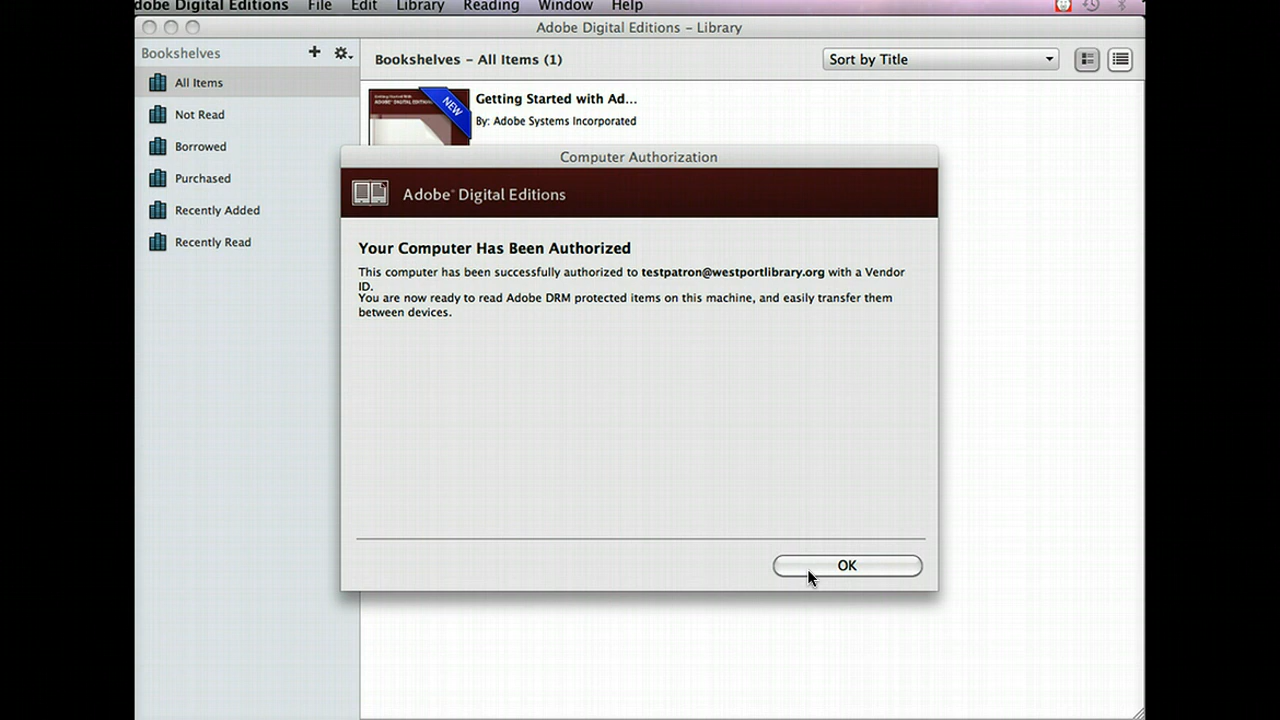 dobe Digital Editions File Edit Library Reading Window Help
Adobe Digital Editions – Library
Bookshelves
Bookshelves – All Items (1)
Sort by Title
All Items
Not Read
Borrowed
Purchased
Recently Added
Recently Read
NEW
Getting Started with Ad...
By: Adobe Systems Incorporated
Computer Authorization
Adobe® Digital Editions
Your Computer Has Been Authorized
This computer has been successfully authorized to testpatron@westportlibrary.org with a Vendor
ID.
You are now ready to read Adobe DRM protected items on this machine, and easily transfer them
between devices.
OK